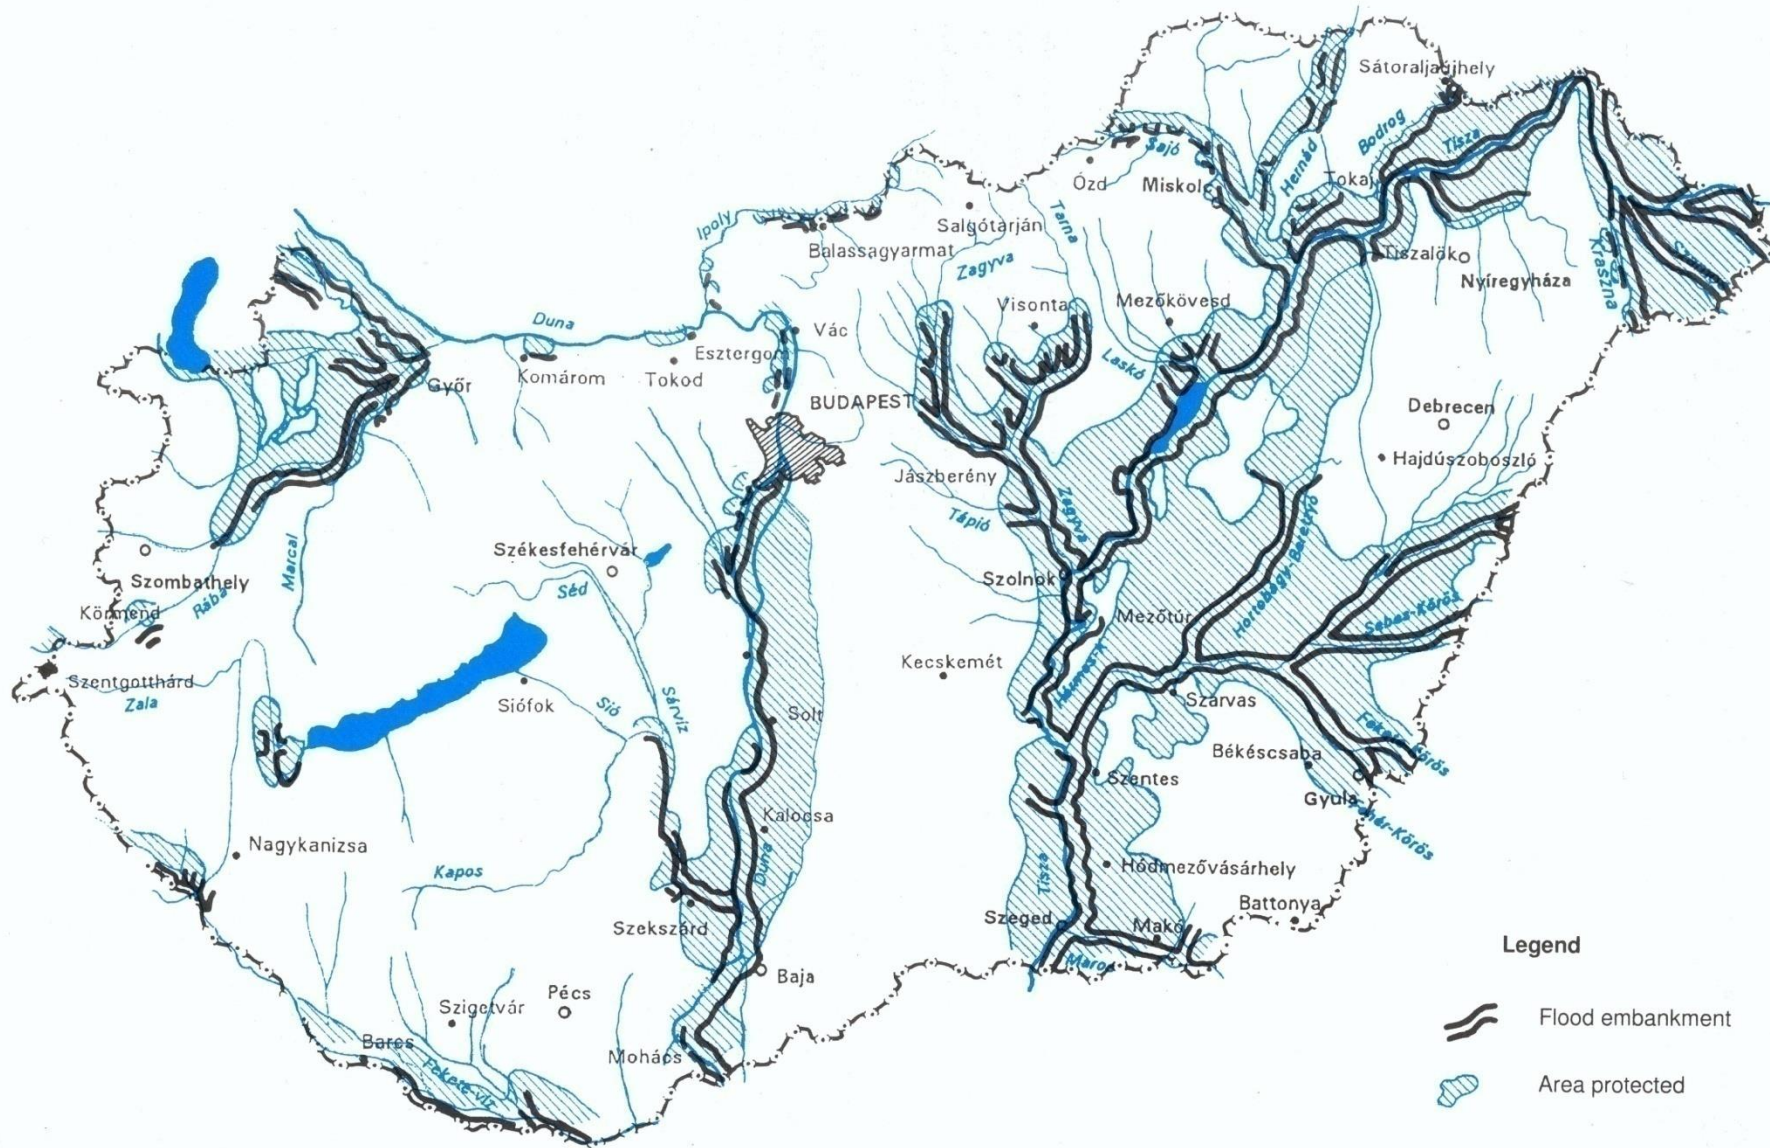 Sátoraljaújhely
Bodrog
Tisza
Sajó
Hernád
Ózd
Miskolc
Tokaj
Ipoly
Salgótarján
Tarna
Balassagyarmat
Zagyva
Tiszalök
Nyíregyháza
Kraszna
Visonta
Mezőkövesd
Duna
Vác
Esztergom
Laskó
Győr
Komárom
Tokod
BUDAPEST
Debrecen
Hajdúszoboszló
Jászberény
Tápió
Zagyva
Hortobágy-Berettyó
Marcal
Székesfehérvár
Szombathely
Séd
Szolnok
Körmend
Rába
Mezőtúr
Sebes-Körös
Kecskemét
Hármas-K
Szentgotthárd
Zala
Siófok
Sió
Sárvíz
Solt
Szarvas
Fekete-Körös
Békéscsaba
Szentes
Gyula
Fehér-Körös
Kalocsa
Nagykanizsa
Kapos
Duna
Hódmezővásárhely
Tisza
Battonya
Szekszárd
Szeged
Makó
Maros
Legend
Baja
Pécs
Szigetvár
Flood embankment
Barcs
Mohács
Fekete-víz
Area protected